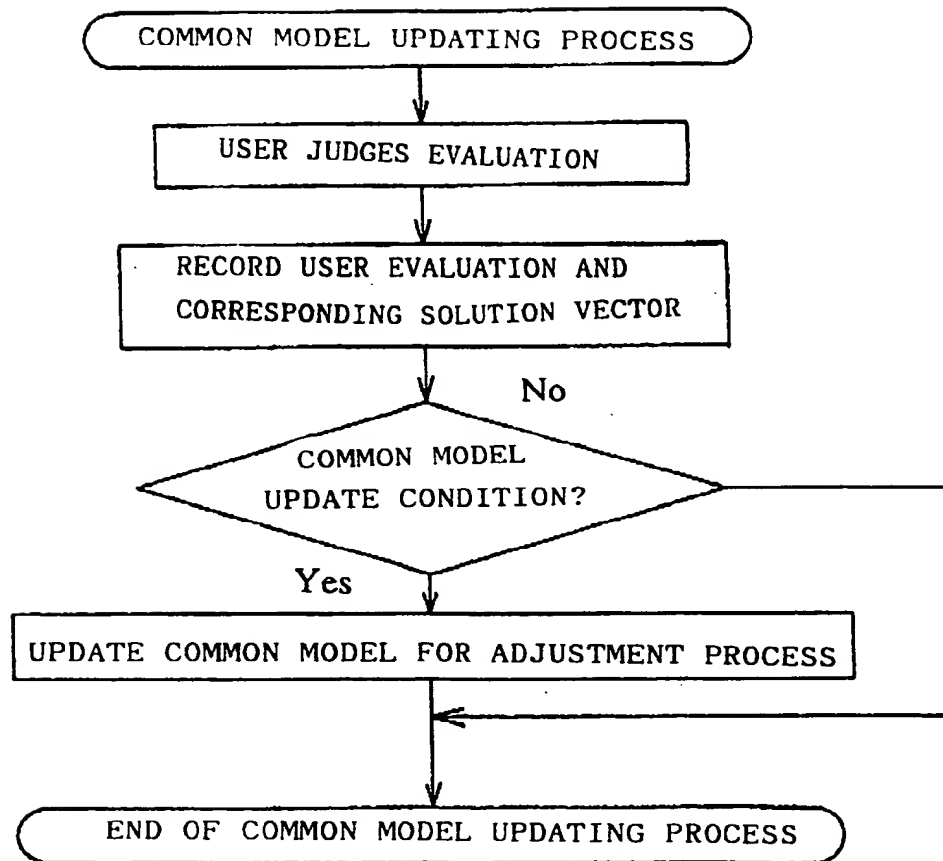 COMMON MODEL UPDATING PROCESS
USER JUDGES EVALUATION
RECORD USER EVALUATION AND
CORRESPONDING SOLUTION VECTOR
No
COMMON MODEL
UPDATE CONDITION?
Yes
UPDATE COMMON MODEL FOR ADJUSTMENT PROCESS
END OF COMMON MODEL UPDATING PROCESS